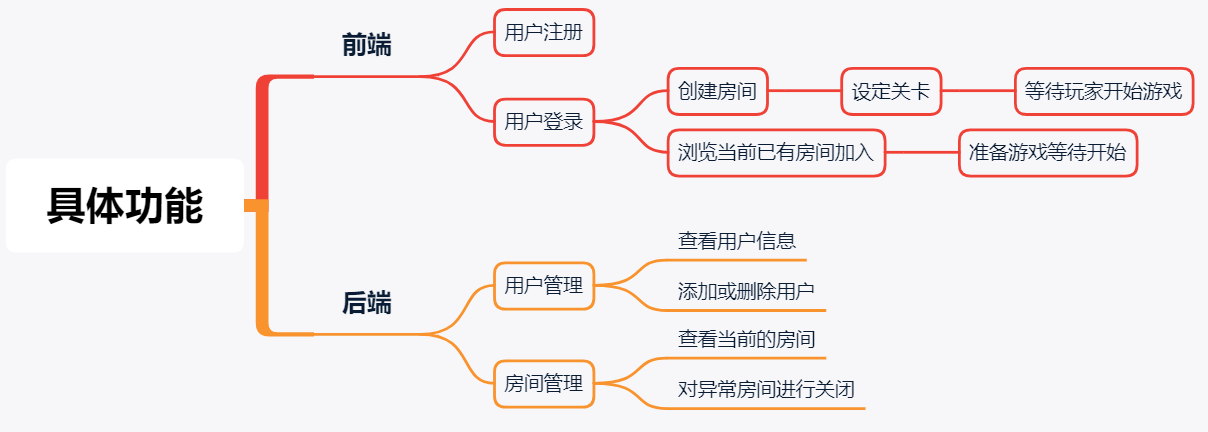 具体功能
前端
用户注册
用户登录
创建房间
设定关卡
等待玩家开始游戏
浏览当前已有房间加入
准备游戏等待开始
后端
用户管理
查看用户信息
添加或删除用户
房间管理
查看当前的房间
对异常房间进行关闭